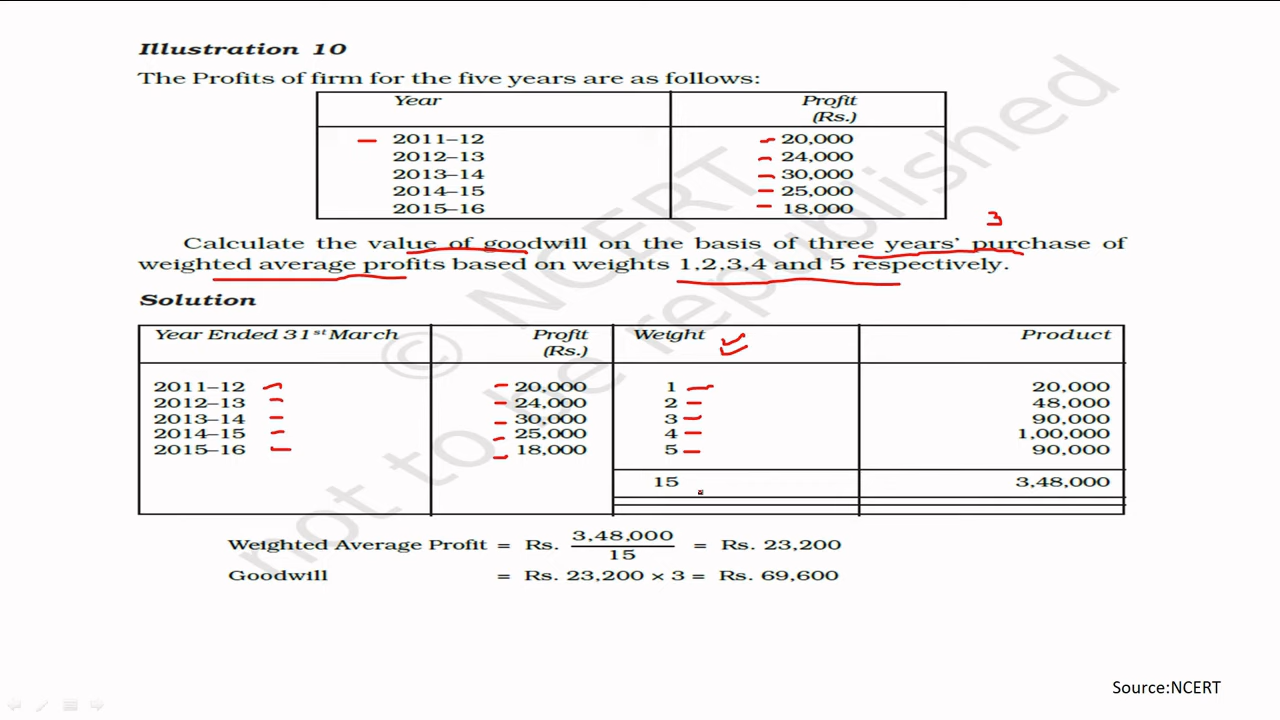 Illustration 10
The Profits of firm for the five years are as follows:
Year Profit
(Rs.)
2011–12 20,000
2012–13 24,000
2013–14 30,000
2014–15 25,000
2015–16 18,000
3
Calculate the value of goodwill on the basis of three years’ purchase of
weighted average profits based on weights 1,2,3,4 and 5 respectively.
Solution
Year Ended 31st March Profit Weight Product
(Rs.)
2011–12 20,000 1 20,000
2012–13 24,000 2 48,000
2013–14 30,000 3 90,000
2014–15 25,000 4 1,00,000
2015–16 18,000 5 90,000
15 3,48,000
Weighted Average Profit = Rs. 3,48,000 / 15 = Rs. 23,200
Goodwill = Rs. 23,200 × 3 = Rs. 69,600
© NCERT
not to be republished
Source:NCERT